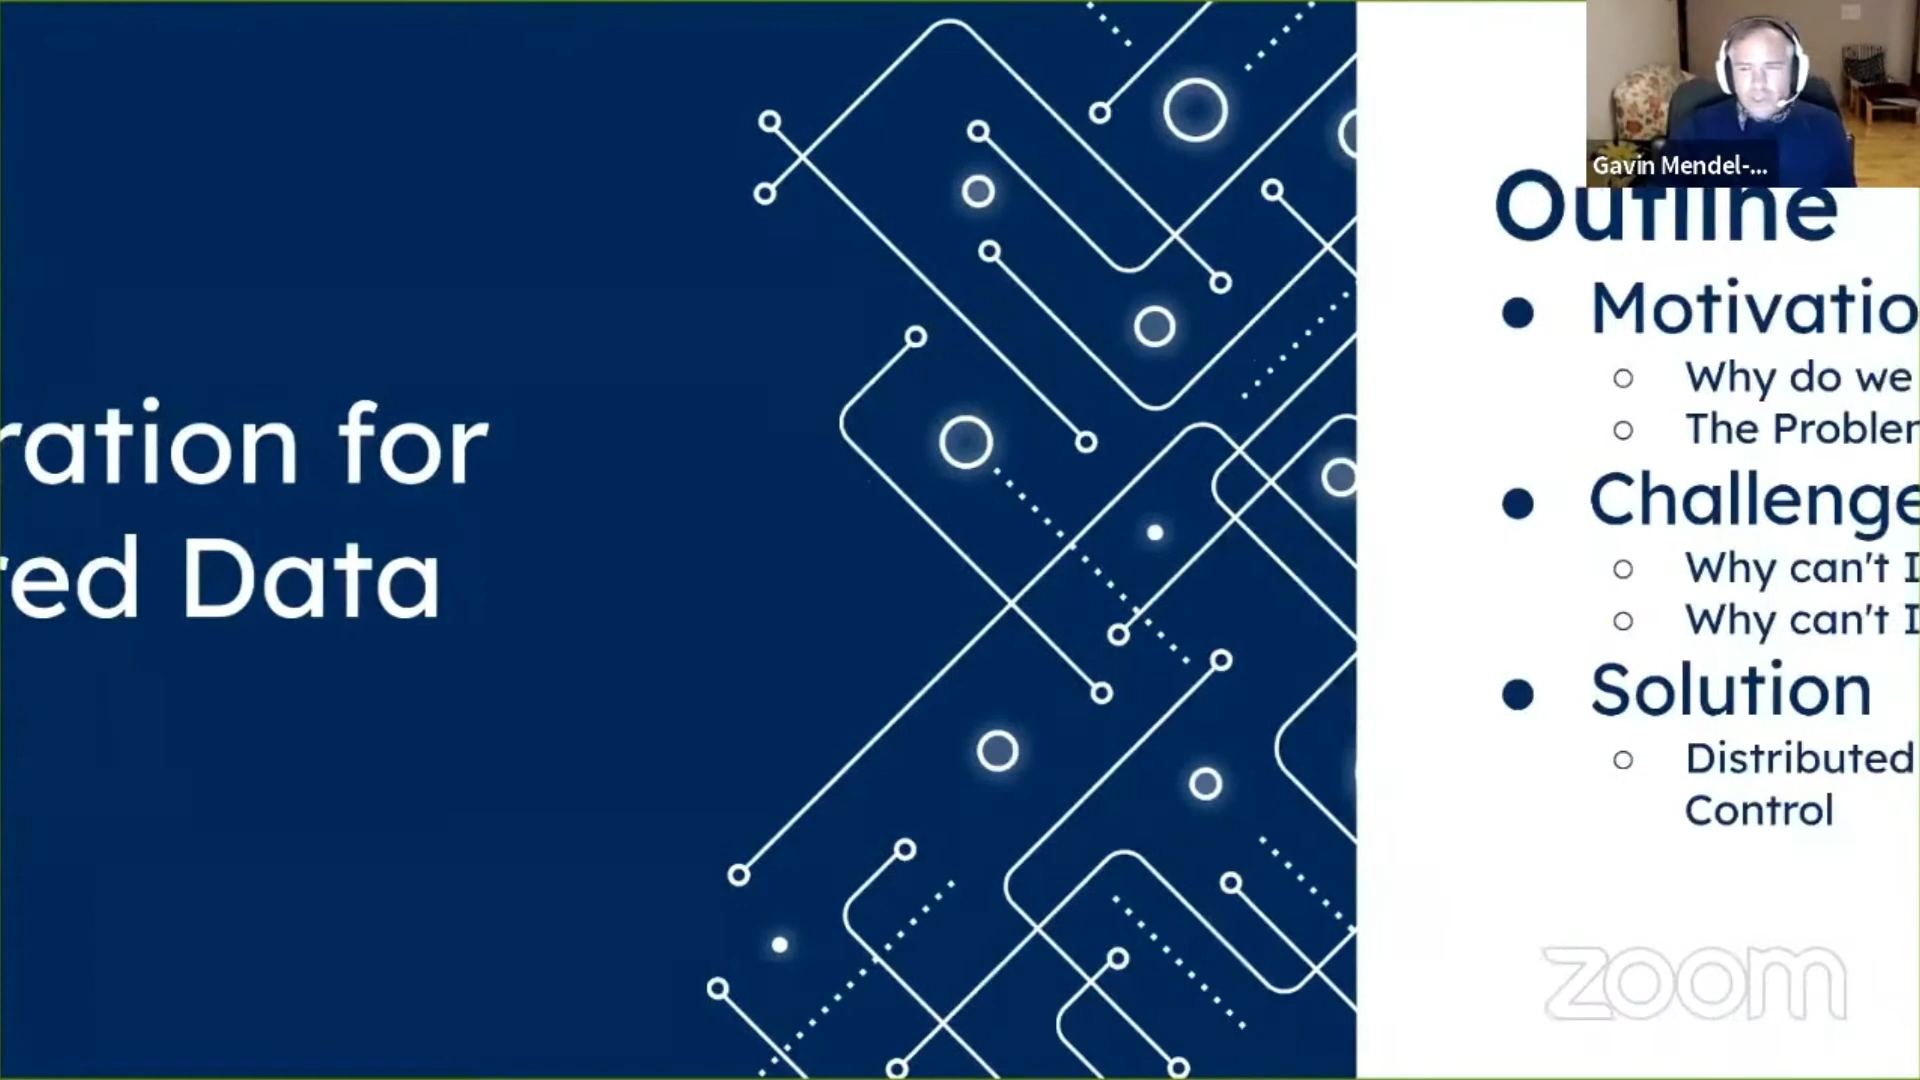 ration for
red Data
Gavin Mendel-...
Outline
Motivatio
Why do we
The Probler
Challenge
Why can't I
Why can't I
Solution
Distributed
Control
zoom